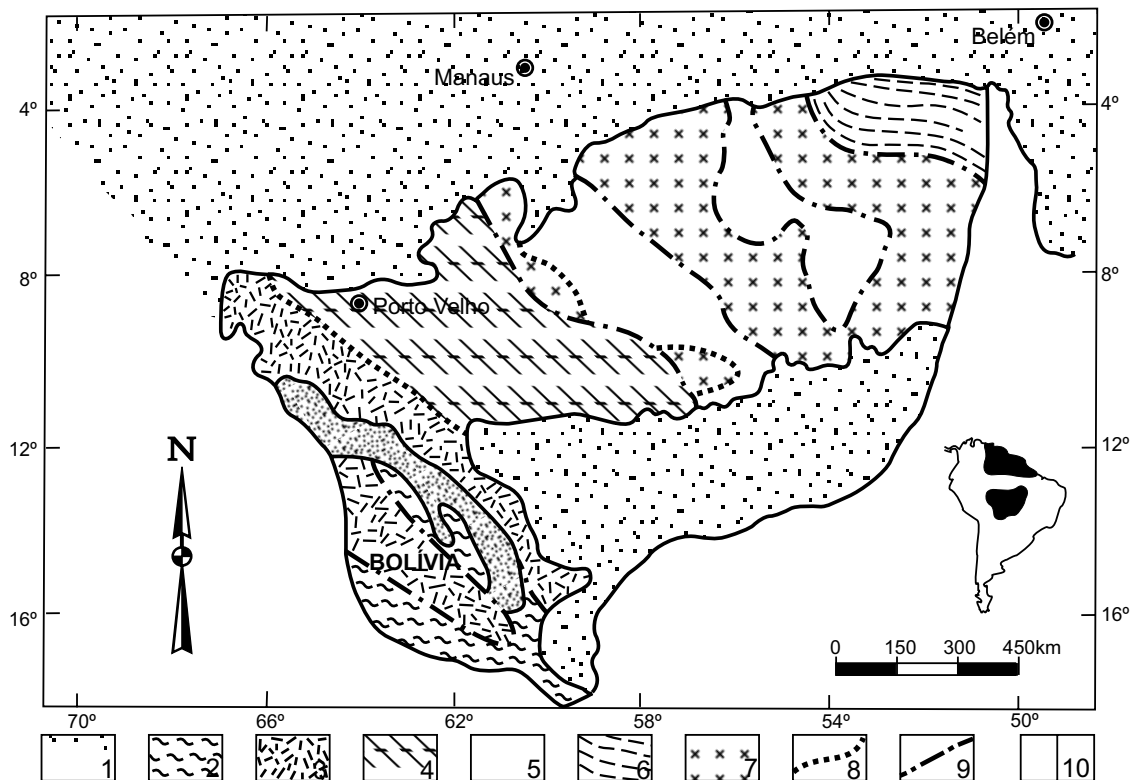 Belém
Manaus
4º
4º
8º
8º
Porto Velho
12º
12º
N
BOLÍVIA
16º
16º
0 150 300 450km
70º 66º 62º 58º 54º 50º
1 2 3 4 5 6 7 8 9 10